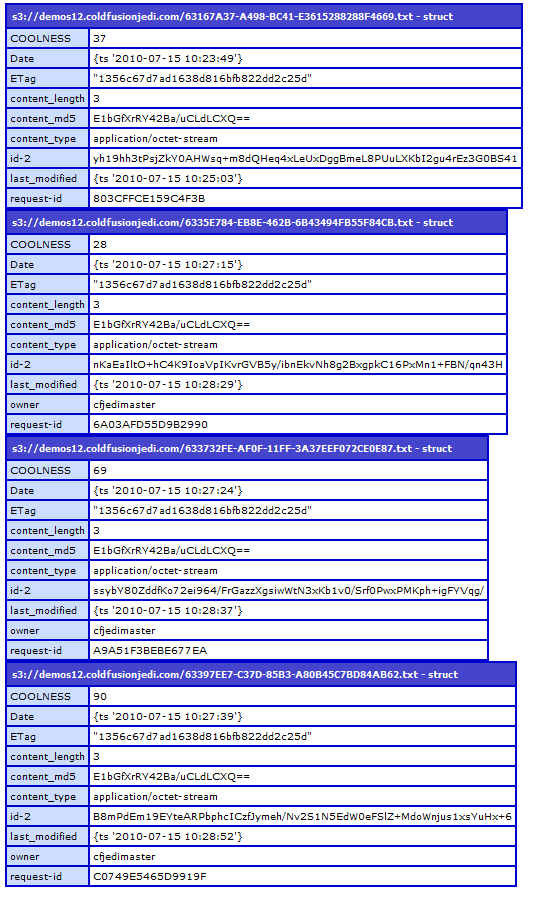 s3://demos12.coldfusionjedi.com/63167A37-A498-BC41-E3615288288F4669.txt - struct
COOLNESS 37
Date {ts '2010-07-15 10:23:49'}
ETag "1356c67d7ad1638d816bfb822dd2c25d"
content_length 3
content_md5 E1bGfXrRY42Ba/uCLdLCXQ==
content_type application/octet-stream
id-2 yh19hh3tPsjZkY0AHWsq+m8dQHeq4xLeUxDggBmeL8PUuLXKbI2gu4rEz3G0BS41
last_modified {ts '2010-07-15 10:25:03'}
request-id 803CFFCE159C4F3B
s3://demos12.coldfusionjedi.com/6335E784-EB8E-462B-6B43494FB55F84CB.txt - struct
COOLNESS 28
Date {ts '2010-07-15 10:27:15'}
ETag "1356c67d7ad1638d816bfb822dd2c25d"
content_length 3
content_md5 E1bGfXrRY42Ba/uCLdLCXQ==
content_type application/octet-stream
id-2 nKaEaIltO+hC4K9IoaVpIKvrGVB5y/ibnEkvNh8g2BxgpkC16PxMn1+FBN/qn43H
last_modified {ts '2010-07-15 10:28:29'}
owner cfjedimaster
request-id 6A03AFD55D9B2990
s3://demos12.coldfusionjedi.com/633732FE-AF0F-11FF-3A37EEF072CE0E87.txt - struct
COOLNESS 69
Date {ts '2010-07-15 10:27:24'}
ETag "1356c67d7ad1638d816bfb822dd2c25d"
content_length 3
content_md5 E1bGfXrRY42Ba/uCLdLCXQ==
content_type application/octet-stream
id-2 ssybY80ZddfKo72ei964/FrGazzXgsiwWtN3xKb1v0/Srf0PwxPMKph+igFYVqg/
last_modified {ts '2010-07-15 10:28:37'}
owner cfjedimaster
request-id A9A51F3BEBE677EA
s3://demos12.coldfusionjedi.com/63397EE7-C37D-85B3-A80B45C7BD84AB62.txt - struct
COOLNESS 90
Date {ts '2010-07-15 10:27:39'}
ETag "1356c67d7ad1638d816bfb822dd2c25d"
content_length 3
content_md5 E1bGfXrRY42Ba/uCLdLCXQ==
content_type application/octet-stream
id-2 B8mPdEm19EYteARPbphcICzfJymeh/Nv2S1N5EdW0eFSlZ+MdoWnjus1xsYuHx+6
last_modified {ts '2010-07-15 10:28:52'}
owner cfjedimaster
request-id C0749E5465D9919F